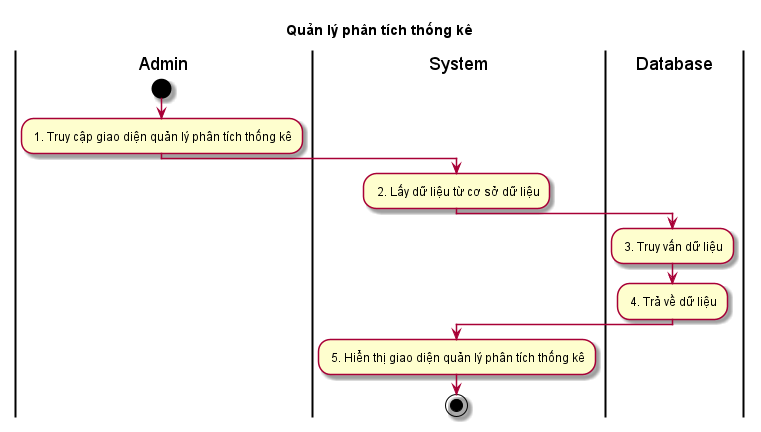 Quản lý phân tích thống kê
Admin
System
Database
1. Truy cập giao diện quản lý phân tích thống kê
2. Lấy dữ liệu từ cơ sở dữ liệu
3. Truy vấn dữ liệu
4. Trả về dữ liệu
5. Hiển thị giao diện quản lý phân tích thống kê